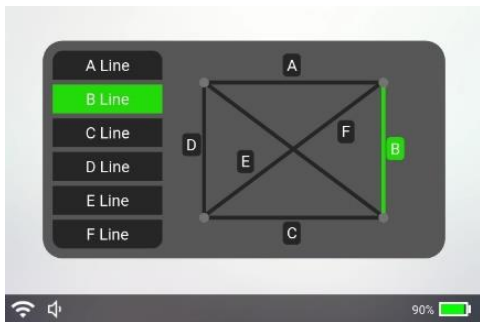 A Line
B Line
C Line
D Line
E Line
F Line
A
F
D
B
E
C
90%